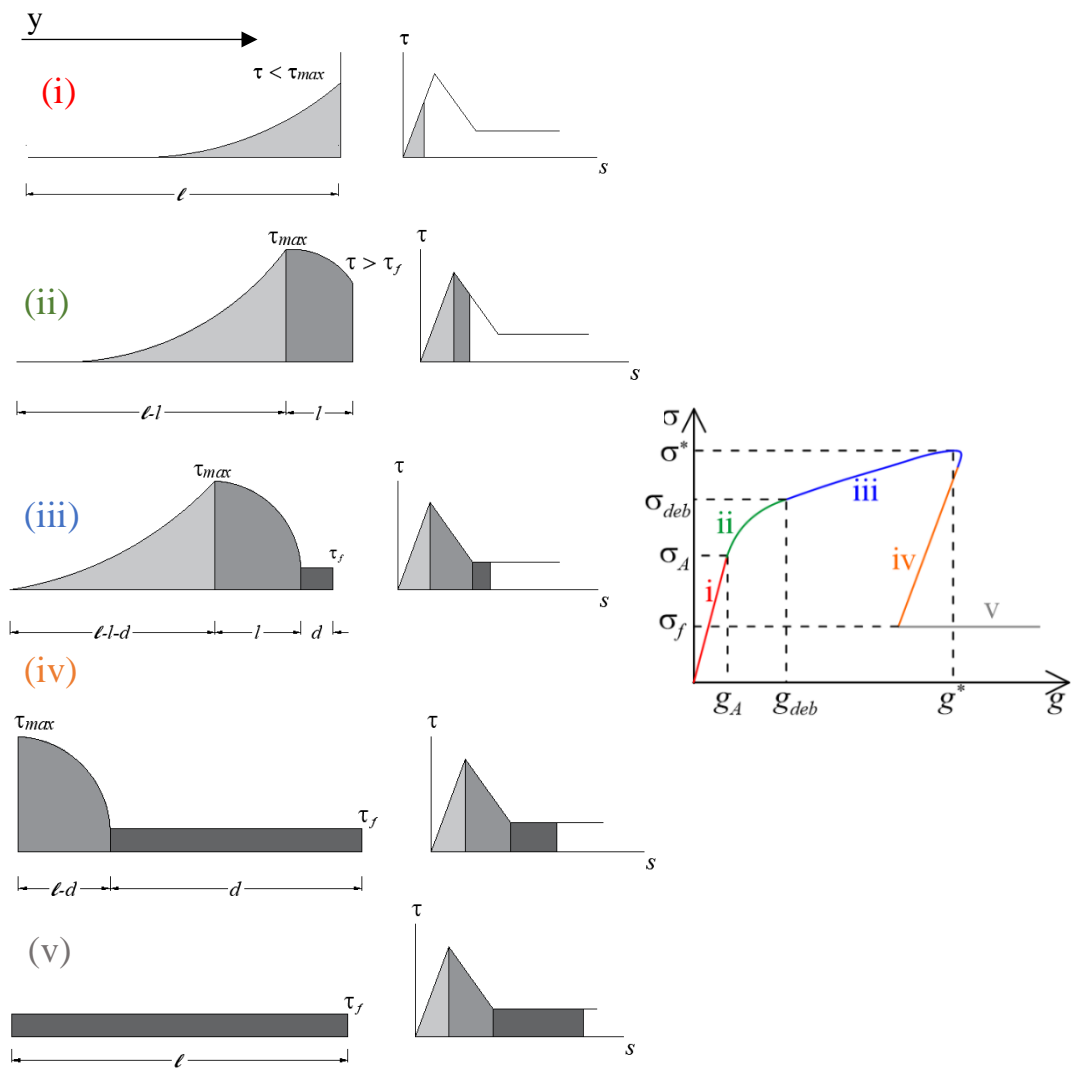 y
(i)
τ < τmax
τ
s
ℓ
(ii)
τmax
τ > τf
τ
s
ℓ-l
l
(iii)
τmax
τf
τ
s
ℓ-l-d
l
d
(iv)
τmax
τf
τ
s
ℓ-d
d
(v)
τf
τ
s
ℓ
σ
σ*
σdeb
σA
σf
i
ii
iii
iv
v
gA
gdeb
g*
g